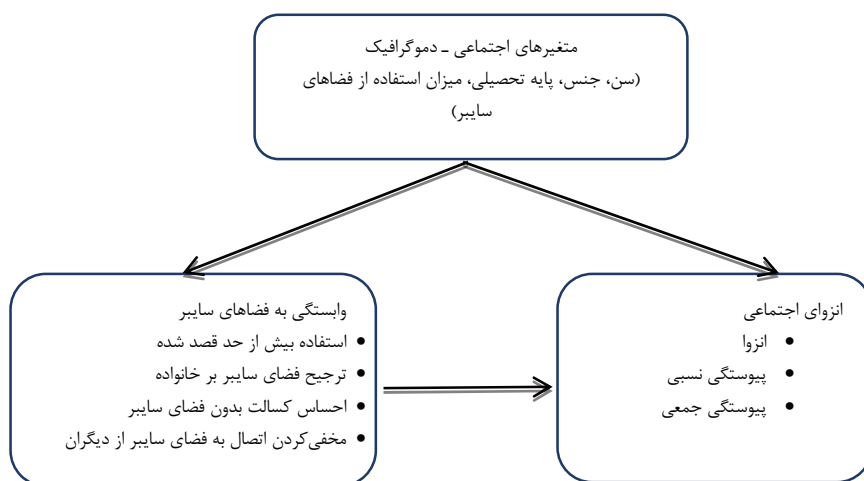 متغیرهای اجتماعی ـ دموگرافیک
(سن، جنس، پایه تحصیلی، میزان استفاده از فضاهای
سایبر)
انزوای اجتماعی
• انزوا
• پیوستگی نسبی
• پیوستگی جمعی
وابستگی به فضاهای سایبر
• استفاده بیش از حد قصد شده
• ترجیح فضای سایبر بر خانواده
• احساس کسالت بدون فضای سایبر
• مخفی‌کردن اتصال به فضای سایبر از دیگران